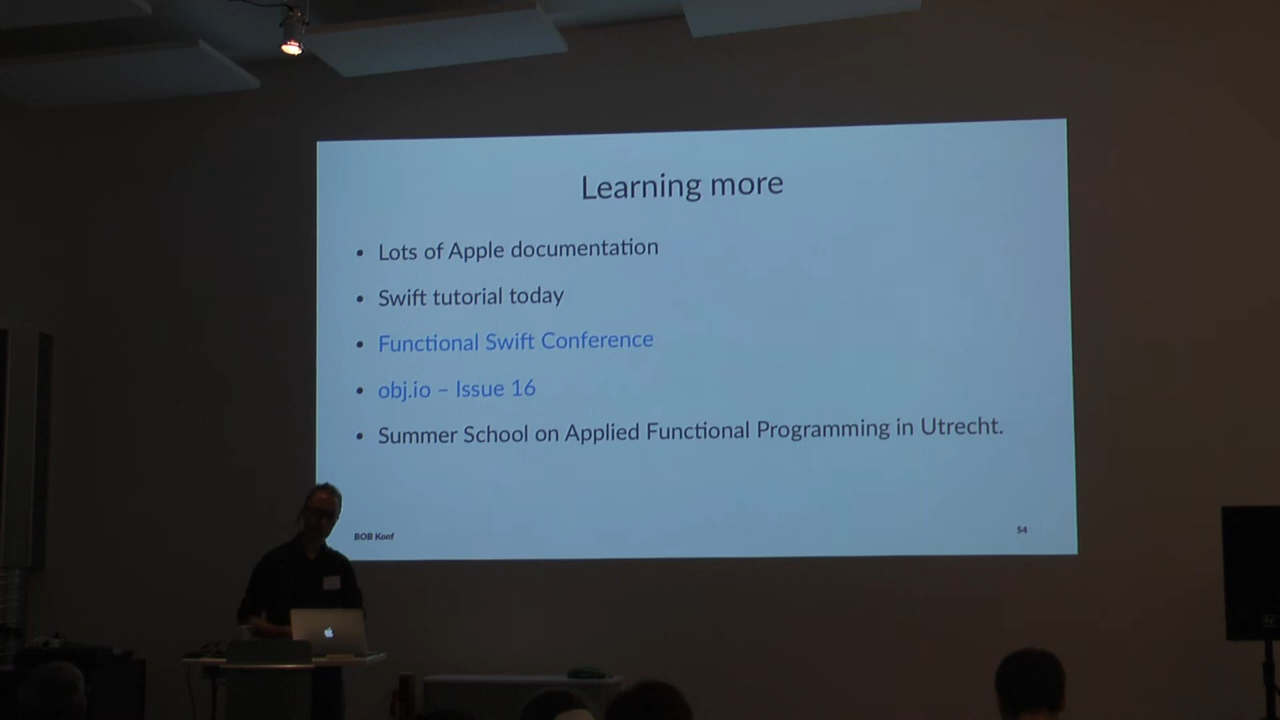 Learning more
• Lots of Apple documentation
• Swift tutorial today
• Functional Swift Conference
• obj.io – Issue 16
• Summer School on Applied Functional Programming in Utrecht.
BOB Konf
54